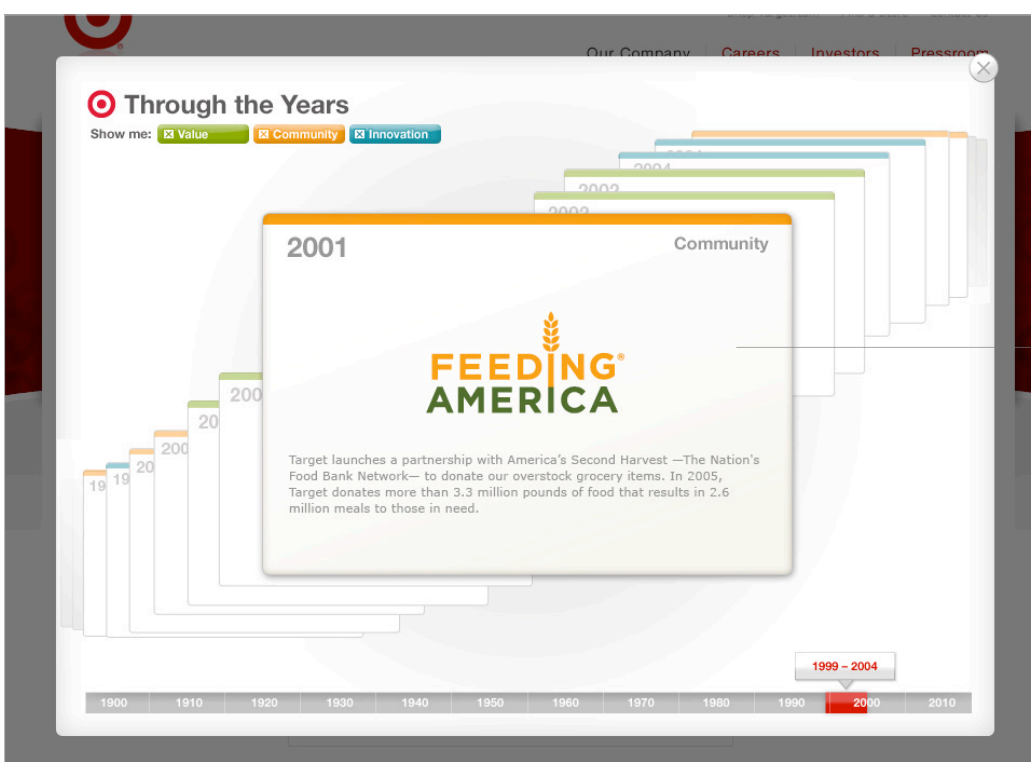 Our Company Careers Investors Pressroom
Through the Years
Show me: Value Community Innovation
2004
2002
2001 Community
FEEDING®
AMERICA
Target launches a partnership with America's Second Harvest —The Nation's
Food Bank Network— to donate our overstock grocery items. In 2005,
Target donates more than 3.3 million pounds of food that results in 2.6
million meals to those in need.
200
20
200
20
19
19
1999 – 2004
1900 1910 1920 1930 1940 1950 1960 1970 1980 1990 2000 2010